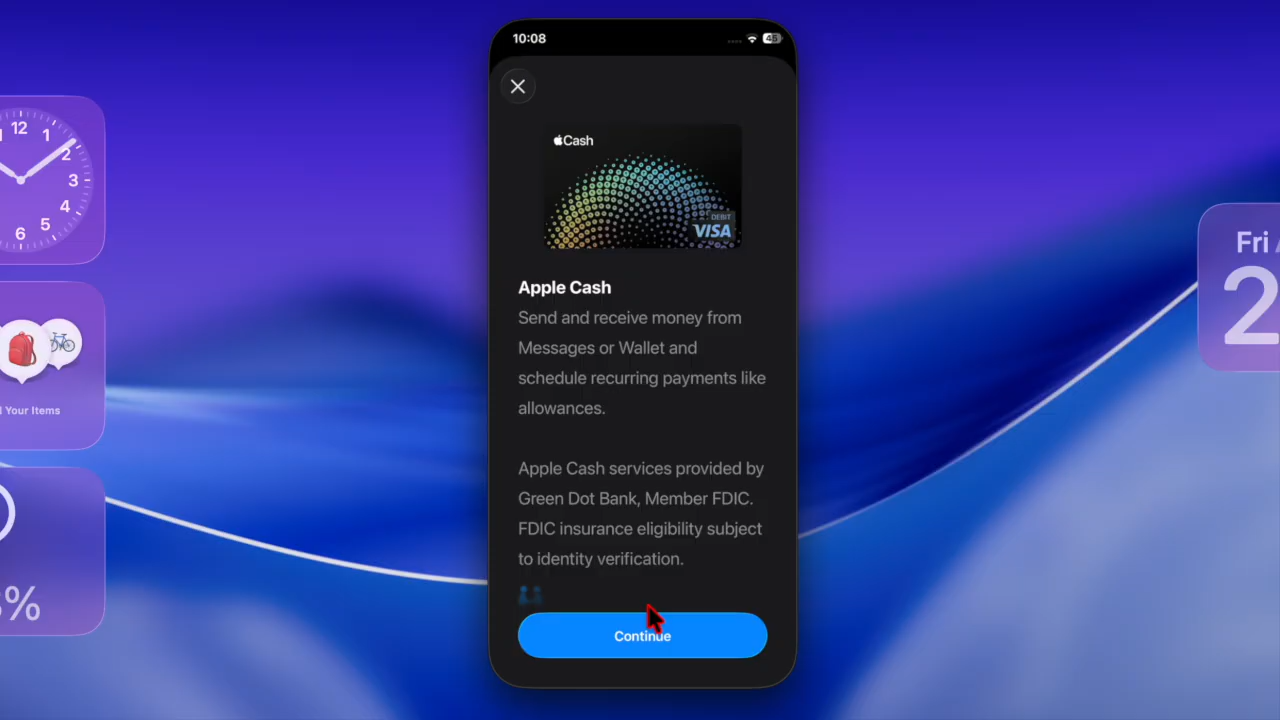 10:08
45
12
1
2
3
4
5
6
Your Items
%
Cash
DEBIT
VISA
Apple Cash
Send and receive money from
Messages or Wallet and
schedule recurring payments like
allowances.
Apple Cash services provided by
Green Dot Bank, Member FDIC.
FDIC insurance eligibility subject
to identity verification.
Continue
Fri
2